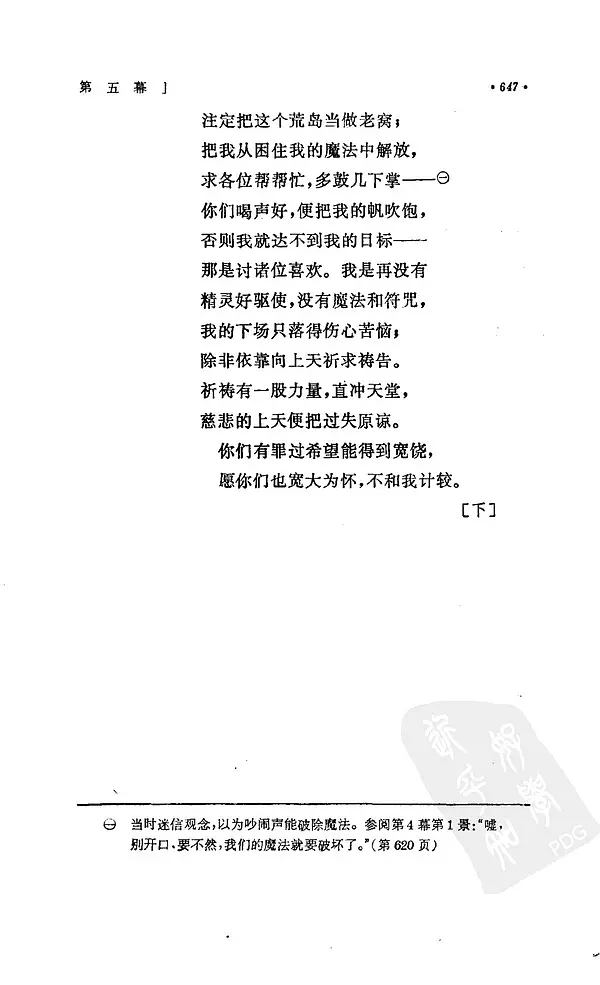 第五幕］ ·647·
注定把这个荒岛当做老窝；
把我从困住我的魔法中解放，
求各位帮帮忙，多鼓几下掌——㊀
你们喝声好，便把我的帆吹饱，
否则我就达不到我的目标——
那是讨诸位喜欢。我是再没有
精灵好驱使，没有魔法和符咒，
我的下场只落得伤心苦恼；
除非依靠向上天祈求祷告。
祈祷有一股力量，直冲天堂，
慈悲的上天便把过失原谅。
你们有罪过希望能得到宽饶，
愿你们也宽大为怀，不和我计较。
［下］
㊀ 当时迷信观念，以为吵闹声能破除魔法。参阅第4幕第1景：“嘘，
别开口、要不然，我们的魔法就要破坏了。”（第620页）
PDG